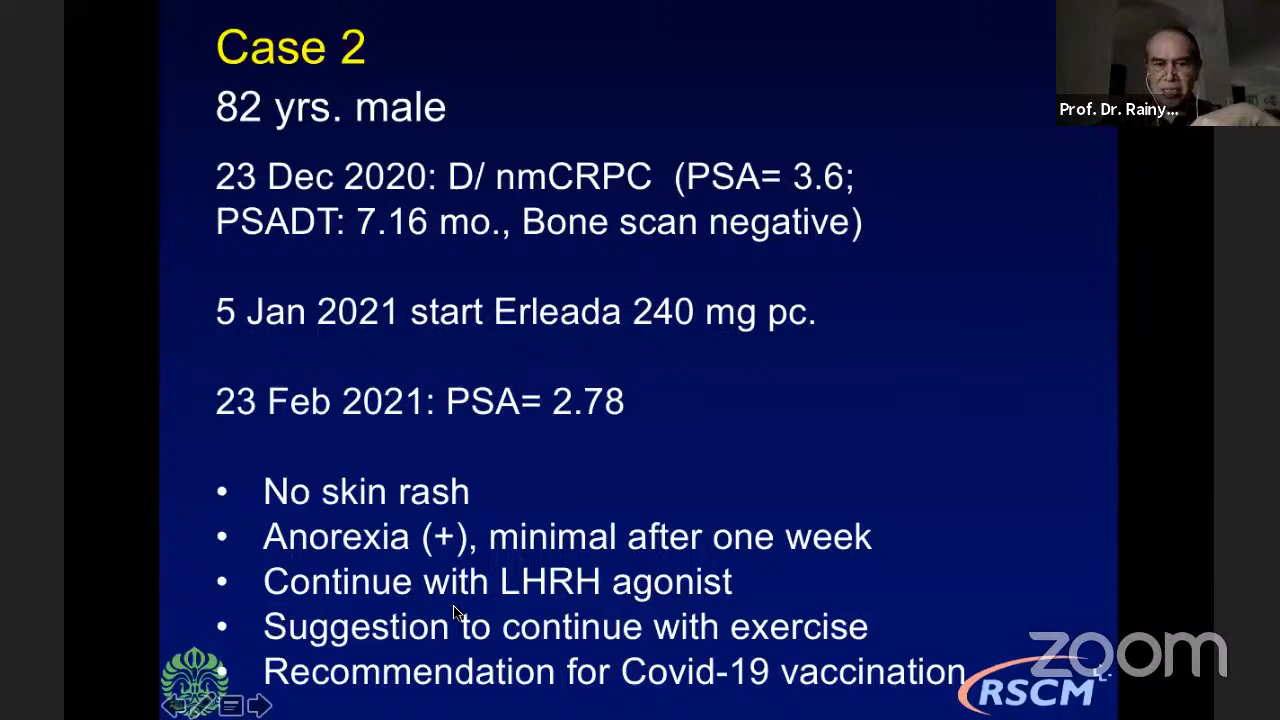 Case 2
82 yrs. male
Prof. Dr. Rainy...
23 Dec 2020: D/ nmCRPC (PSA= 3.6;
PSADT: 7.16 mo., Bone scan negative)
5 Jan 2021 start Erleada 240 mg pc.
23 Feb 2021: PSA= 2.78
• No skin rash
• Anorexia (+), minimal after one week
• Continue with LHRH agonist
• Suggestion to continue with exercise
• Recommendation for Covid-19 vaccination
zoom
RSCM